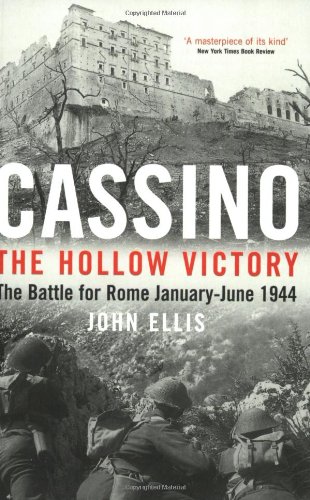 'A masterpiece of its kind'
New York Times Book Review
CASSINO
THE HOLLOW VICTORY
The Battle for Rome January-June 1944
JOHN ELLIS